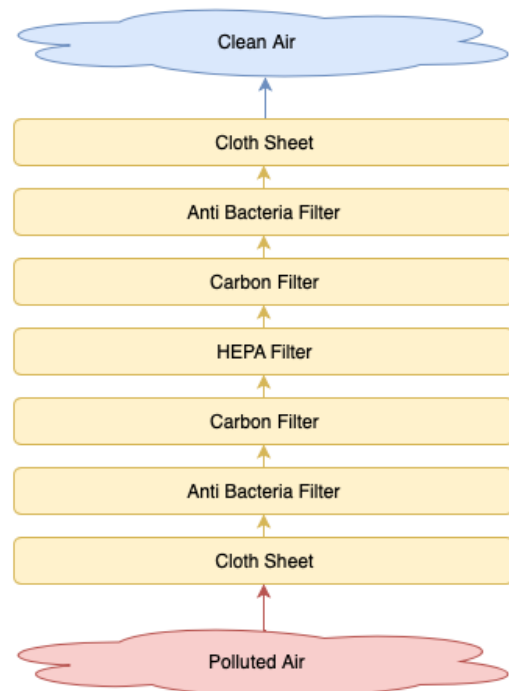 Clean Air
Cloth Sheet
Anti Bacteria Filter
Carbon Filter
HEPA Filter
Carbon Filter
Anti Bacteria Filter
Cloth Sheet
Polluted Air